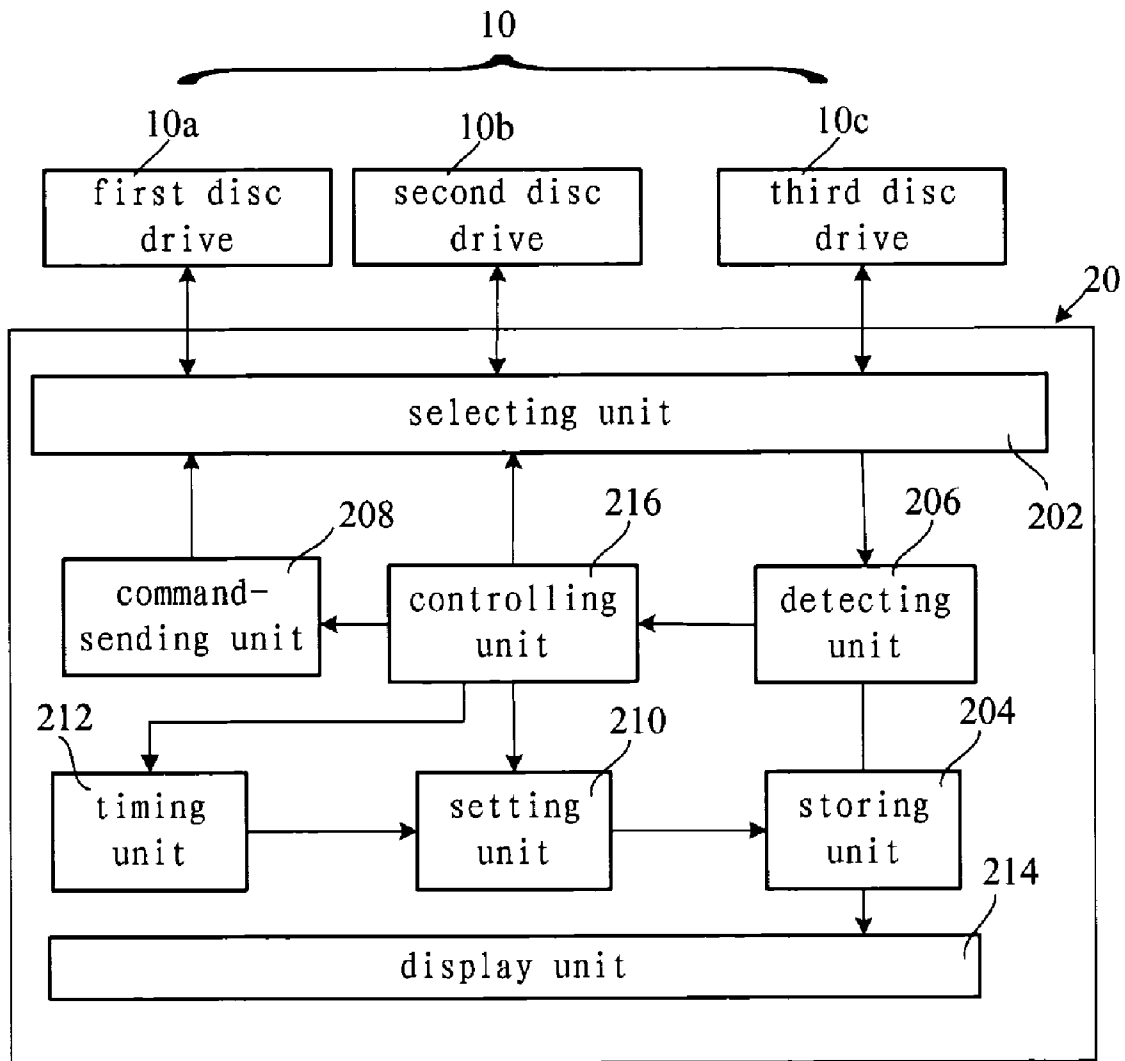 10
10a
10b
10c
first disc
drive
second disc
drive
third disc
drive
20
selecting unit
202
208
216
206
command-
sending unit
controlling
unit
detecting
unit
212
210
204
timing
unit
setting
unit
storing
unit
214
display unit